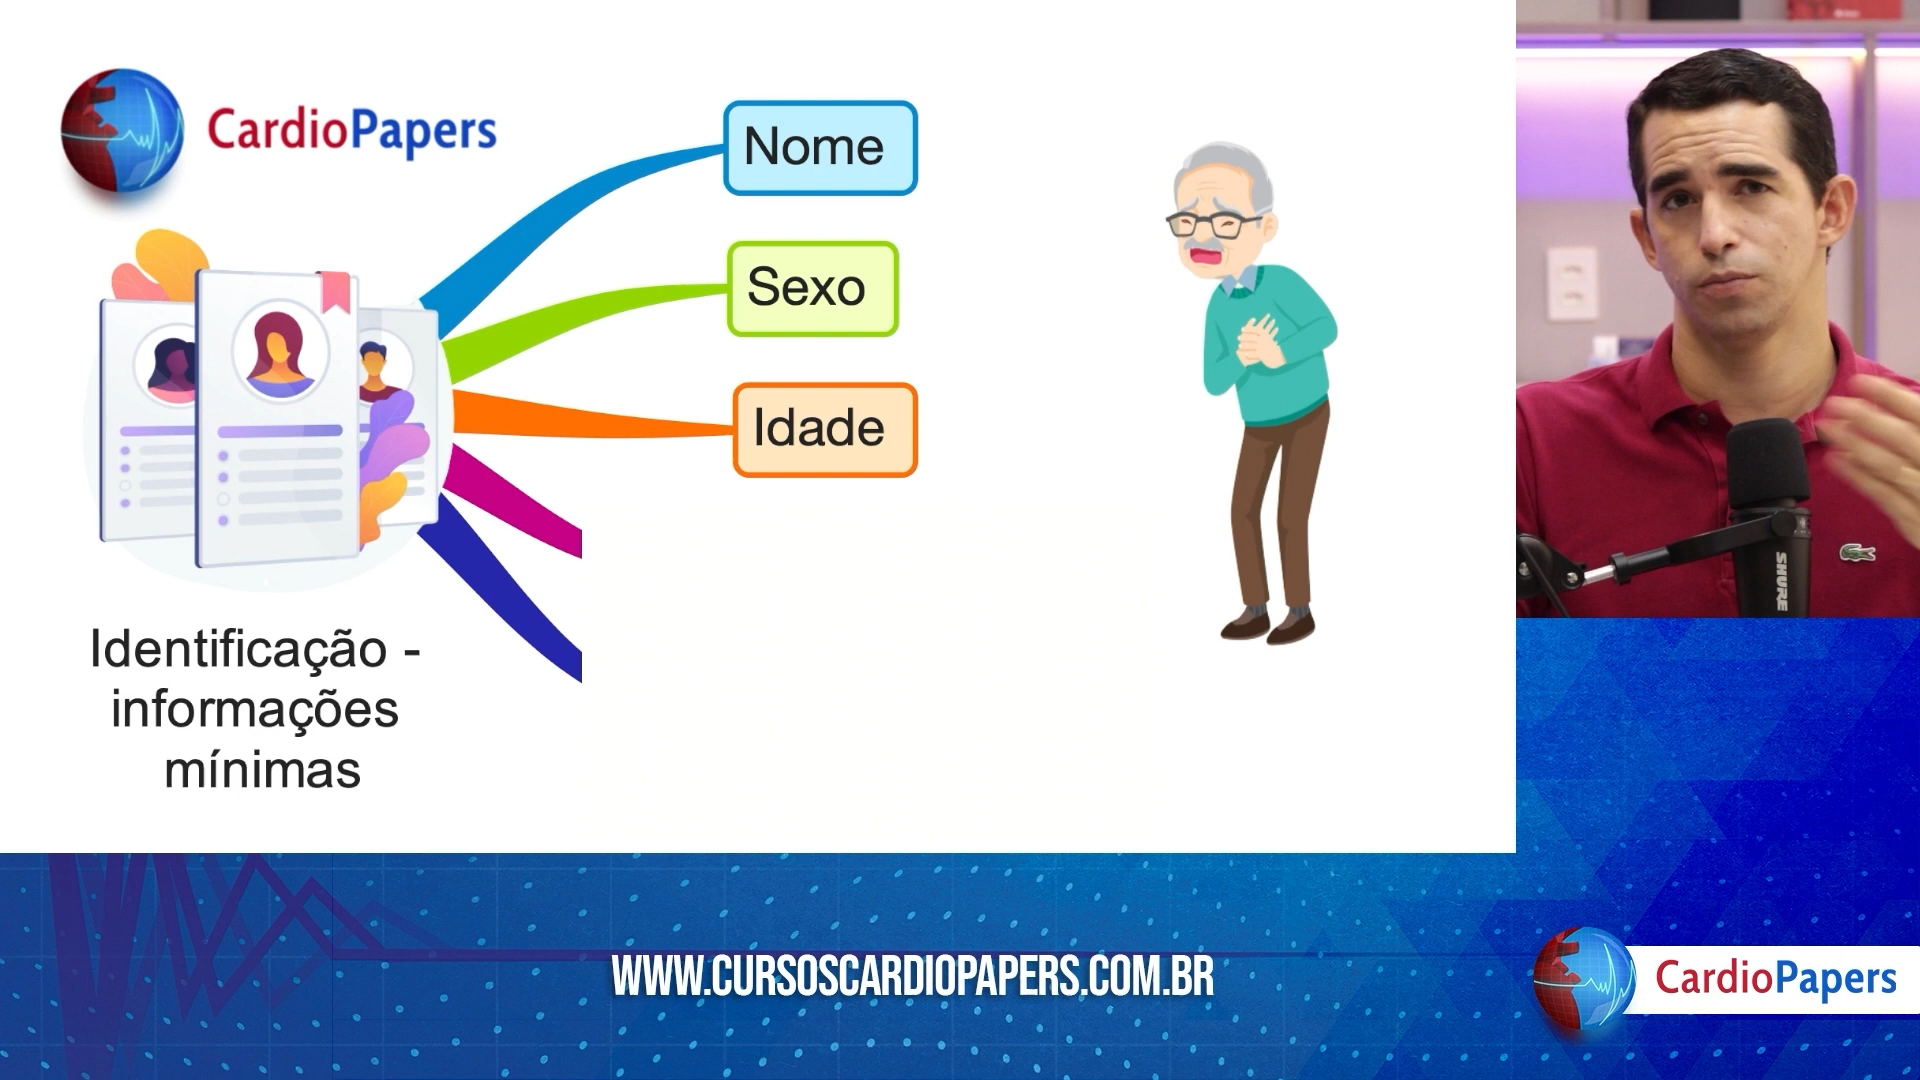 CardioPapers
Nome
Sexo
Idade
Identificação -
informações
mínimas
SHURE
WWW.CURSOSCARDIOPAPERS.COM.BR
CardioPapers